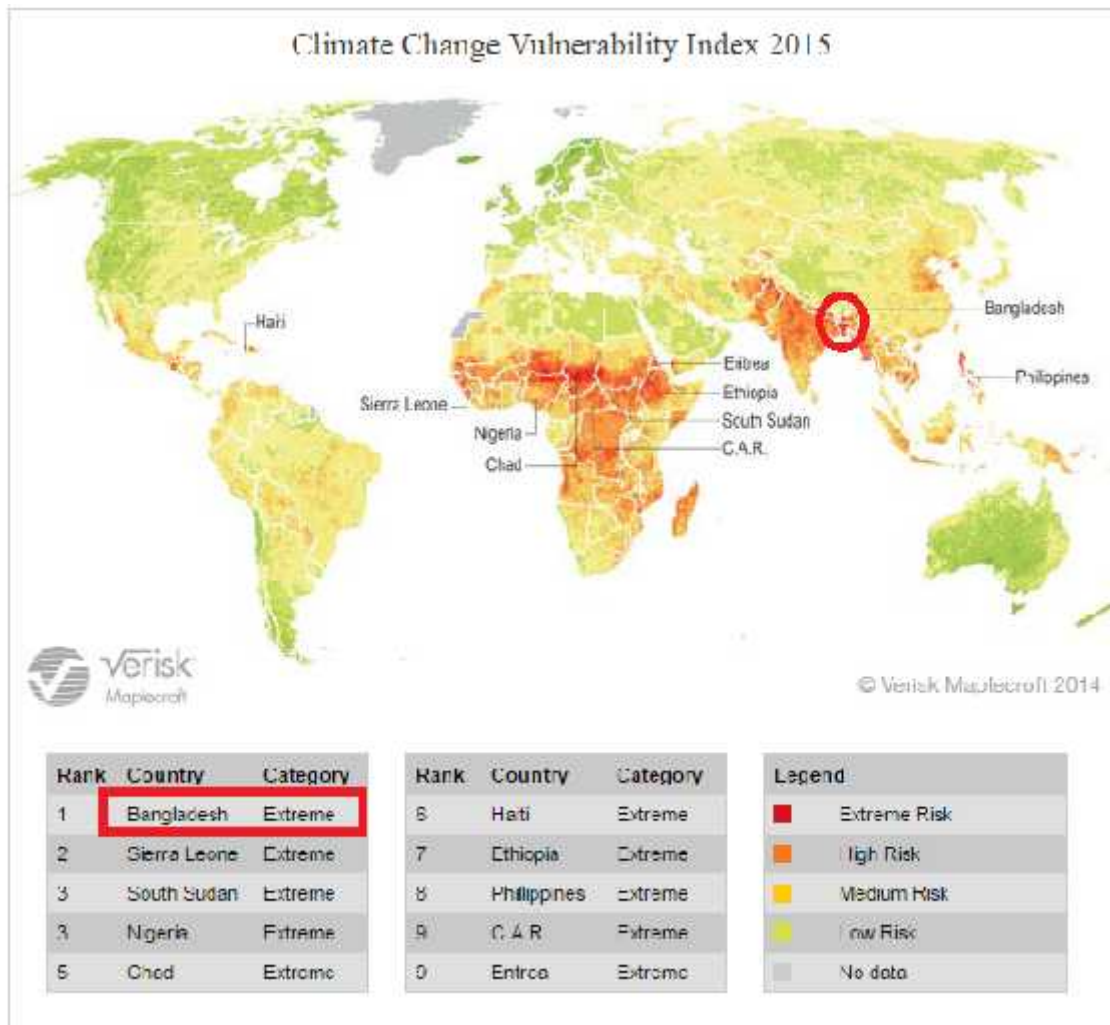 Climate Change Vulnerability Index 2015
Haiti
Bangladesh
Philippines
Eritrea
Ethiopia
South Sudan
C.A.R.
Sierra Leone
Nigeria
Chad
Verisk
Maplecroft
© Verisk Maplecroft 2014
Rank Country Category
1 Bangladesh Extreme
2 Sierra Leone Extreme
3 South Sudan Extreme
3 Nigeria Extreme
5 Chad Extreme
Rank Country Category
6 Haiti Extreme
7 Ethiopia Extreme
8 Philippines Extreme
9 C.A.R Extreme
9 Eritrea Extreme
Legend
Extreme Risk
High Risk
Medium Risk
Low Risk
No data